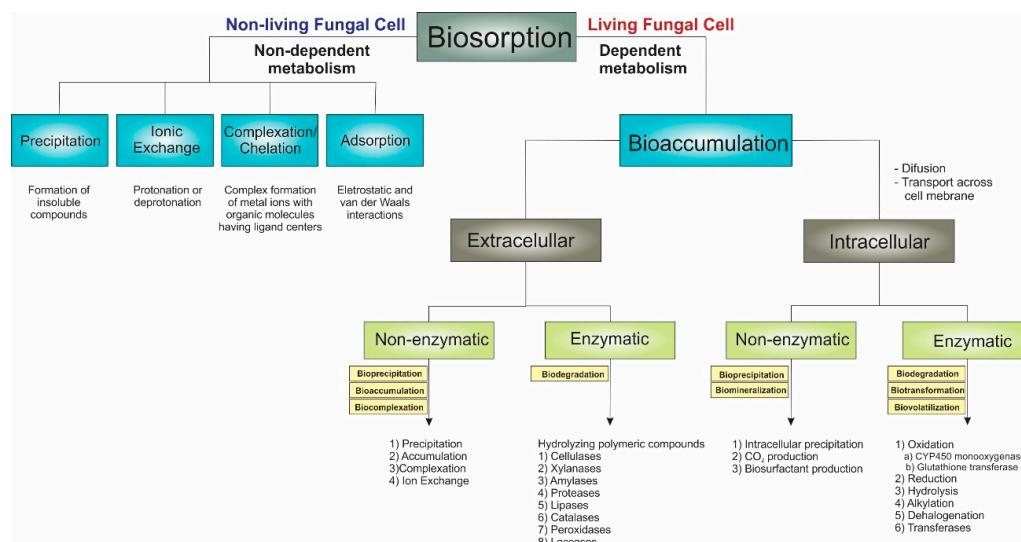 Non-living Fungal Cell
Biosorption
Living Fungal Cell
Non-dependent
metabolism
Dependent
metabolism
Precipitation
Ionic
Exchange
Complexation/
Chelation
Adsorption
Bioaccumulation
Formation of
insoluble
compounds
Protonation or
deprotonation
Complex formation
of metal ions with
organic molecules
having ligand centers
Eletrostatic and
van der Waals
interactions
- Difusion
- Transport across
cell mebrane
Extracelullar
Intracellular
Non-enzymatic
Enzymatic
Non-enzymatic
Enzymatic
Bioprecipitation
Bioaccumulation
Biocomplexation
Biodegradation
Bioprecipitation
Biomineralization
Biodegradation
Biotransformation
Biovolatilization
1) Precipitation
2) Accumulation
3)Complexation
4) Ion Exchange
Hydrolyzing polymeric compounds
1) Cellulases
2) Xylanases
3) Amylases
4) Proteases
5) Lipases
6) Catalases
7) Peroxidases
8) Laccases
1) Intracellular precipitation
2) CO₂ production
3) Biosurfactant production
1) Oxidation
a) CYP450 monooxygenase
b) Glutathione transferase
2) Reduction
3) Hydrolysis
4) Alkylation
5) Dehalogenation
6) Transferases